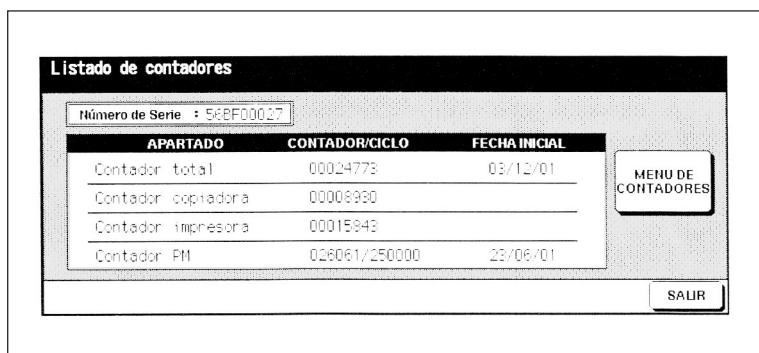 Listado de contadores
Número de Serie : 56BF00027
APARTADO CONTADOR/CICLO FECHA INICIAL
Contador total 00024773 03/12/01
Contador copiadora 00008930
Contador impresora 00015843
Contador PM 026061/250000 23/06/01
MENU DE
CONTADORES
SALIR